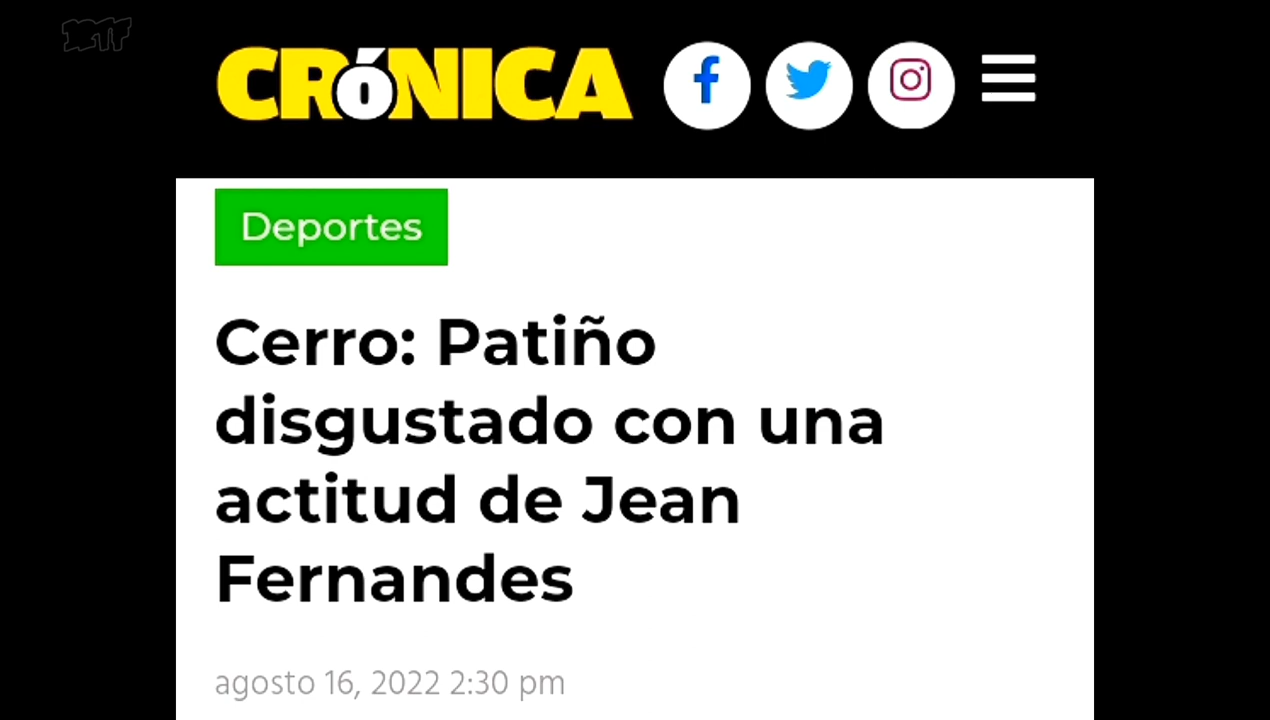 CRóNICA
Deportes
Cerro: Patiño
disgustado con una
actitud de Jean
Fernandes
agosto 16, 2022 2:30 pm